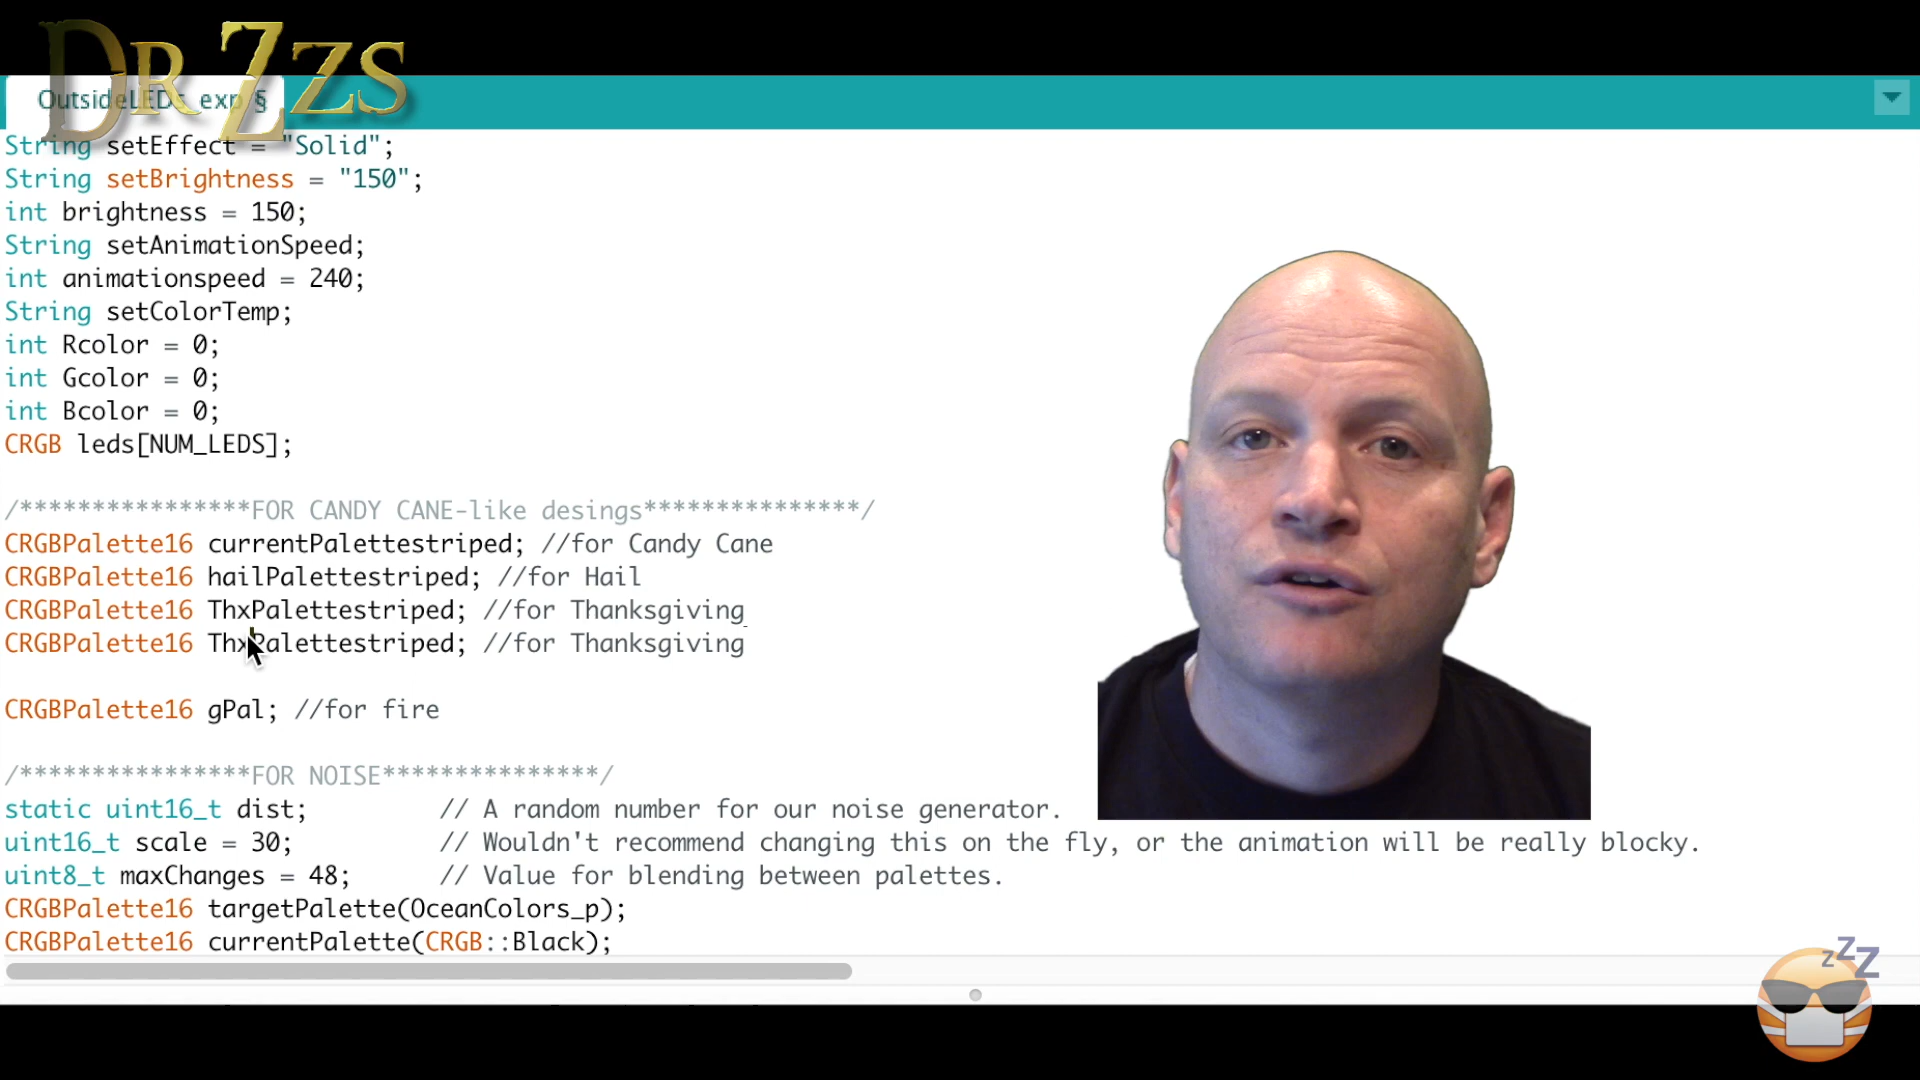 DR ZZS
OutsideLEDs_exp §
String setEffect = "Solid";
String setBrightness = "150";
int brightness = 150;
String setAnimationSpeed;
int animationspeed = 240;
String setColorTemp;
int Rcolor = 0;
int Gcolor = 0;
int Bcolor = 0;
CRGB leds[NUM_LEDS];
/****************FOR CANDY CANE-like desings***************/
CRGBPalette16 currentPalettestriped; //for Candy Cane
CRGBPalette16 hailPalettestriped; //for Hail
CRGBPalette16 ThxPalettestriped; //for Thanksgiving
CRGBPalette16 ThxPalettestriped; //for Thanksgiving
CRGBPalette16 gPal; //for fire
/****************FOR NOISE***************/
static uint16_t dist; // A random number for our noise generator.
uint16_t scale = 30; // Wouldn't recommend changing this on the fly, or the animation will be really blocky.
uint8_t maxChanges = 48; // Value for blending between palettes.
CRGBPalette16 targetPalette(OceanColors_p);
CRGBPalette16 currentPalette(CRGB::Black);
zZZ